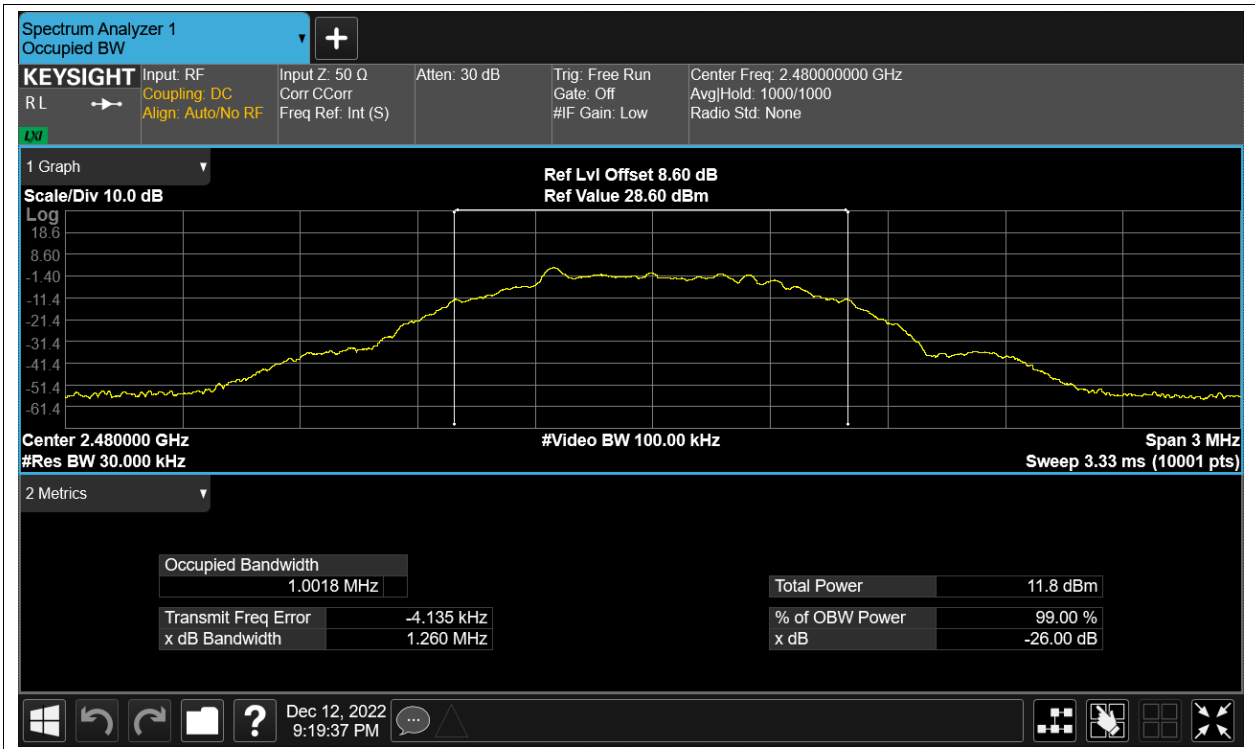 Spectrum Analyzer 1
Occupied BW
KEYSIGHT
R L
LXI
Input: RF
Coupling: DC
Align: Auto/No RF
Input Z: 50 Ω
Corr CCorr
Freq Ref: Int (S)
Atten: 30 dB
Trig: Free Run
Gate: Off
#IF Gain: Low
Center Freq: 2.480000000 GHz
Avg|Hold: 1000/1000
Radio Std: None
1 Graph
Scale/Div 10.0 dB
Ref Lvl Offset 8.60 dB
Ref Value 28.60 dBm
Log
18.6
8.60
-1.40
-11.4
-21.4
-31.4
-41.4
-51.4
-61.4
Center 2.480000 GHz
#Res BW 30.000 kHz
#Video BW 100.00 kHz
Span 3 MHz
Sweep 3.33 ms (10001 pts)
2 Metrics
Occupied Bandwidth
1.0018 MHz
Transmit Freq Error -4.135 kHz
x dB Bandwidth 1.260 MHz
Total Power 11.8 dBm
% of OBW Power 99.00 %
x dB -26.00 dB
?
Dec 12, 2022
9:19:37 PM